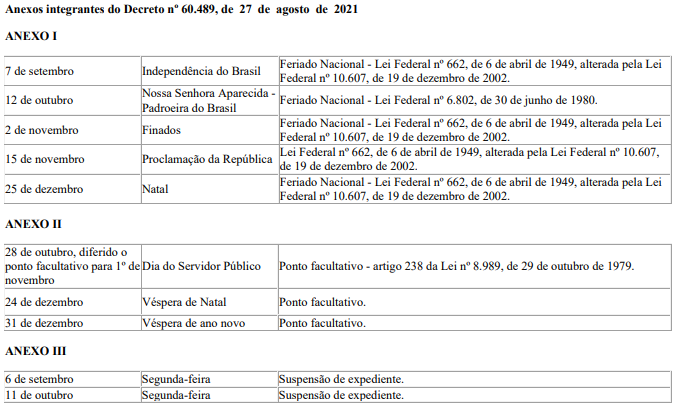 Anexos integrantes do Decreto nº 60.489, de 27 de agosto de 2021
ANEXO I
7 de setembro Independência do Brasil Feriado Nacional - Lei Federal nº 662, de 6 de abril de 1949, alterada pela Lei
Federal nº 10.607, de 19 de dezembro de 2002.
12 de outubro Nossa Senhora Aparecida -
Padroeira do Brasil Feriado Nacional - Lei Federal nº 6.802, de 30 de junho de 1980.
2 de novembro Finados Feriado Nacional - Lei Federal nº 662, de 6 de abril de 1949, alterada pela Lei
Federal nº 10.607, de 19 de dezembro de 2002.
15 de novembro Proclamação da República Lei Federal nº 662, de 6 de abril de 1949, alterada pela Lei Federal nº 10.607,
de 19 de dezembro de 2002.
25 de dezembro Natal Feriado Nacional - Lei Federal nº 662, de 6 de abril de 1949, alterada pela Lei
Federal nº 10.607, de 19 de dezembro de 2002.
ANEXO II
28 de outubro, diferido o
ponto facultativo para 1º de
novembro Dia do Servidor Público Ponto facultativo - artigo 238 da Lei nº 8.989, de 29 de outubro de 1979.
24 de dezembro Véspera de Natal Ponto facultativo.
31 de dezembro Véspera de ano novo Ponto facultativo.
ANEXO III
6 de setembro Segunda-feira Suspensão de expediente.
11 de outubro Segunda-feira Suspensão de expediente.